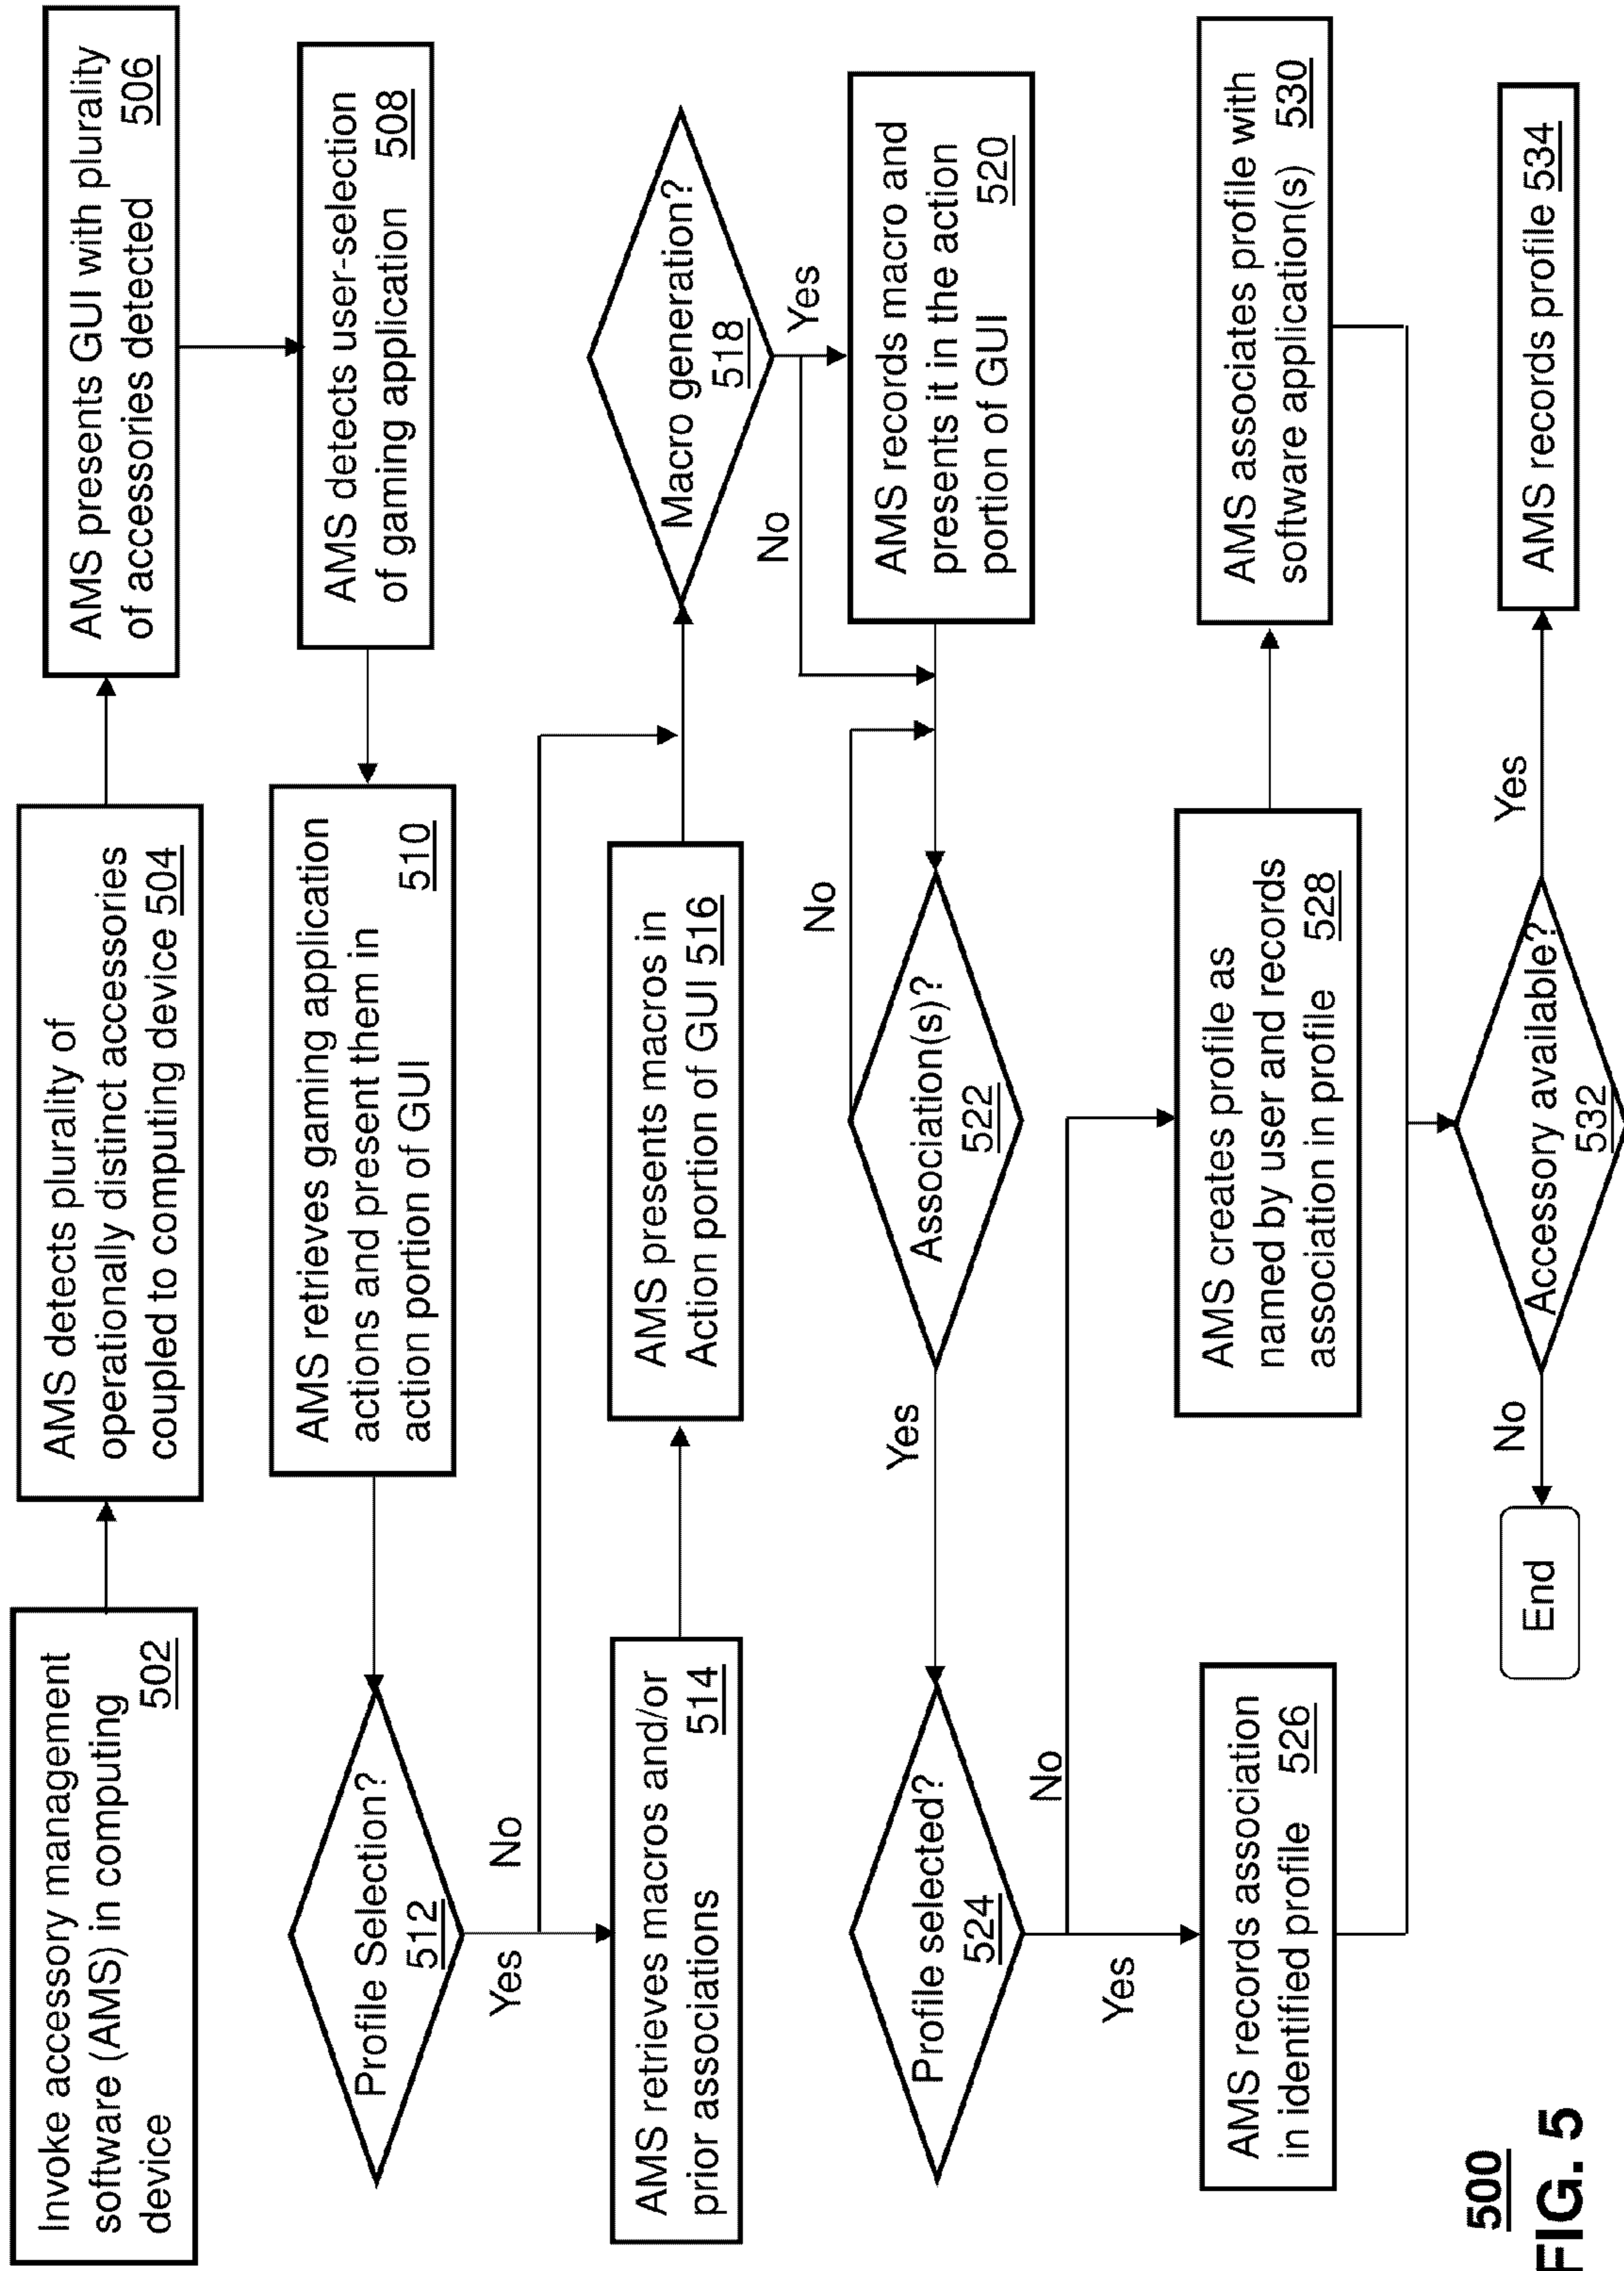 Invoke accessory management
software (AMS) in computing
device 502
AMS detects plurality of
operationally distinct accessories
coupled to computing device 504
AMS presents GUI with plurality
of accessories detected 506
AMS detects user-selection
of gaming application 508
AMS retrieves gaming application
actions and present them in
action portion of GUI 510
Profile Selection?
512
No
Yes
AMS retrieves macros and/or
prior associations 514
AMS presents macros in
Action portion of GUI 516
Macro generation?
518
No
Yes
AMS records macro and
presents it in the action
portion of GUI 520
No
Association(s)?
522
Yes
Profile selected?
524
No
Yes
AMS records association
in identified profile 526
AMS creates profile as
named by user and records
association in profile 528
AMS associates profile with
software application(s) 530
Accessory available?
532
No
Yes
End
AMS records profile 534
500
FIG. 5